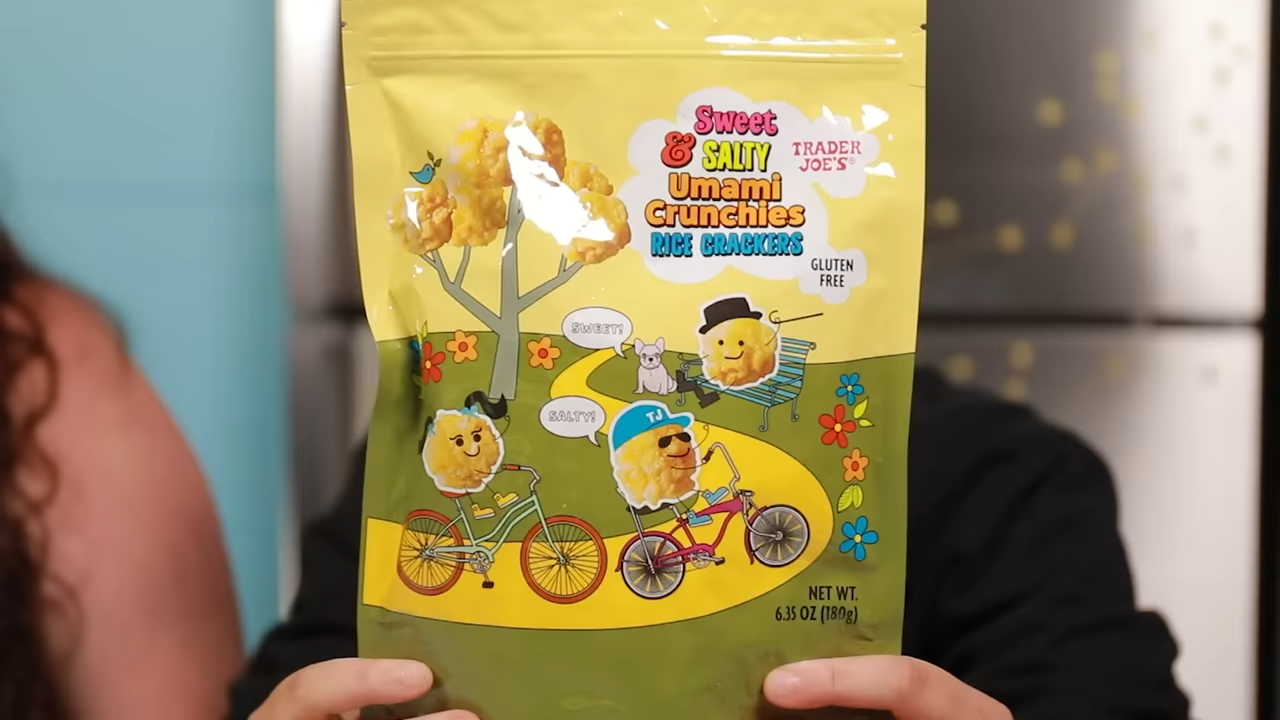 Sweet
& SALTY
Umami
Crunchies
RICE CRACKERS
TRADER
JOE'S®
GLUTEN
FREE
SWEET!
SALTY!
TJ
NET WT.
6.35 OZ (180g)